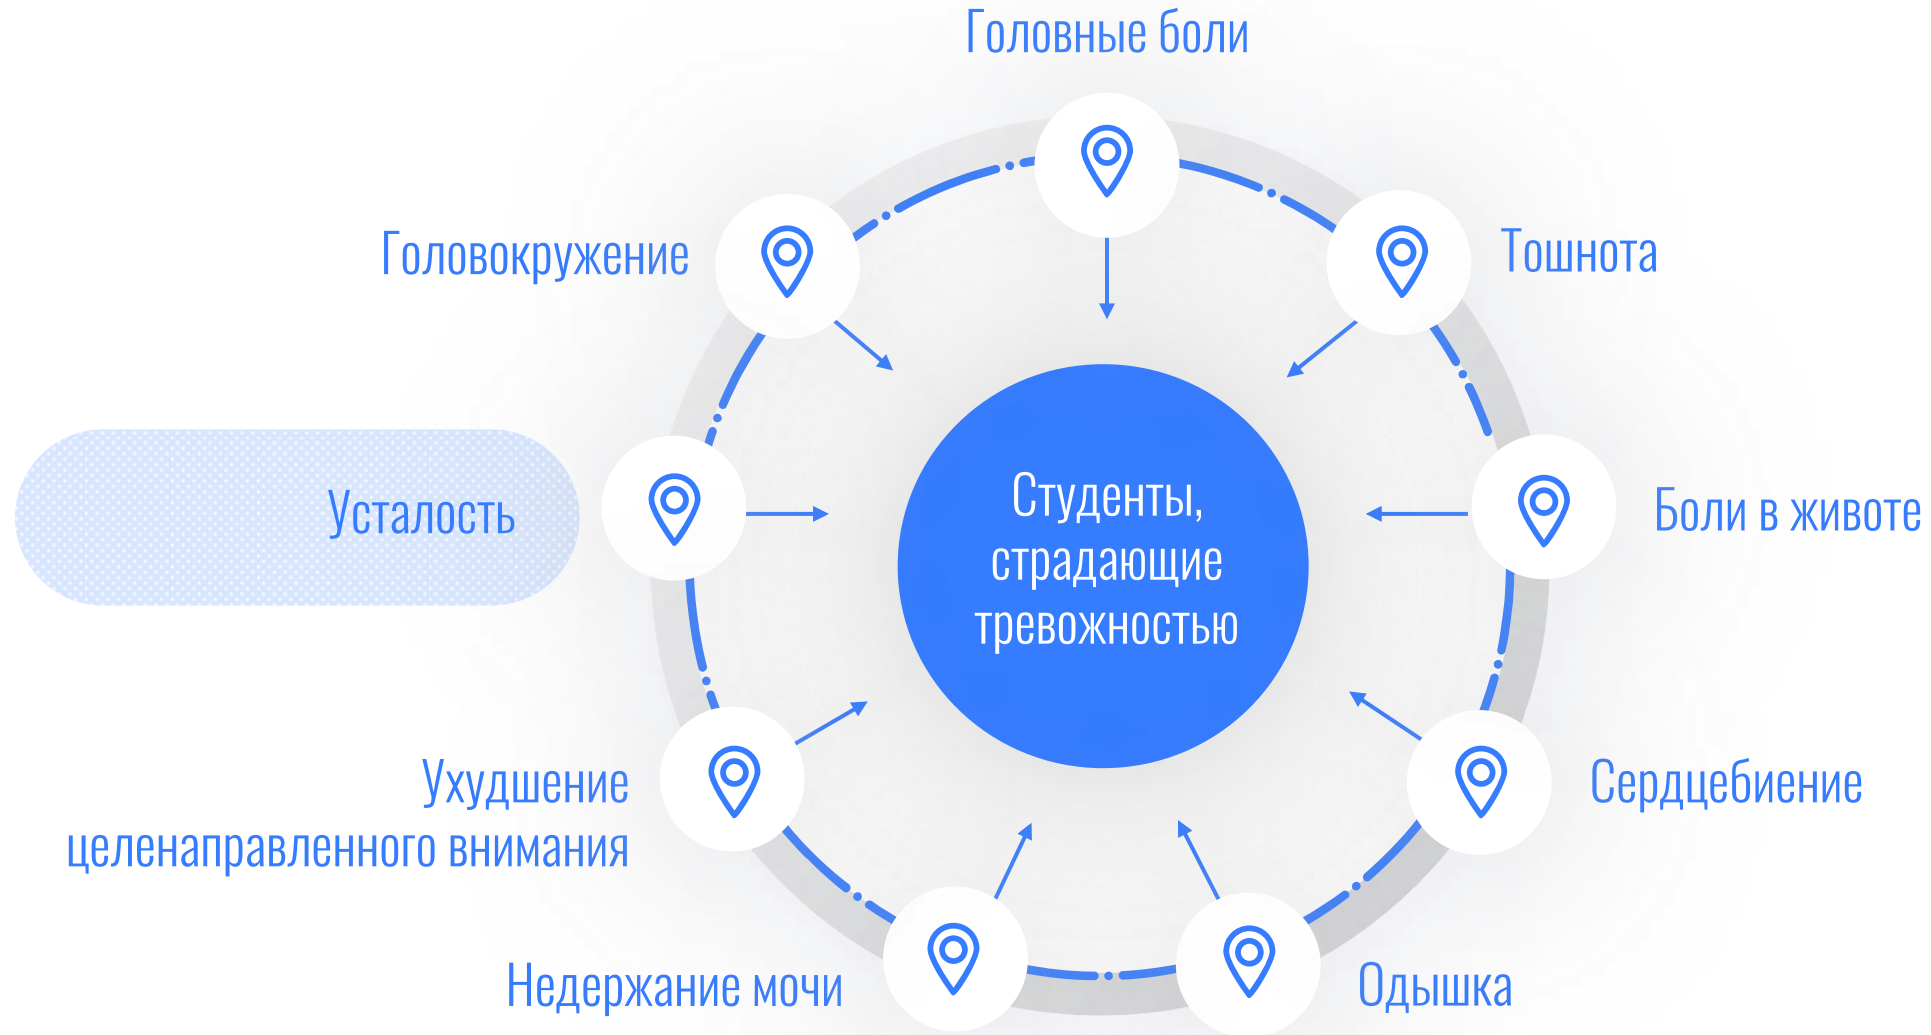 Головные боли
Головокружение
Тошнота
Усталость
Студенты,
страдающие
тревожностью
Боли в животе
Ухудшение
целенаправленного внимания
Сердцебиение
Недержание мочи
Одышка